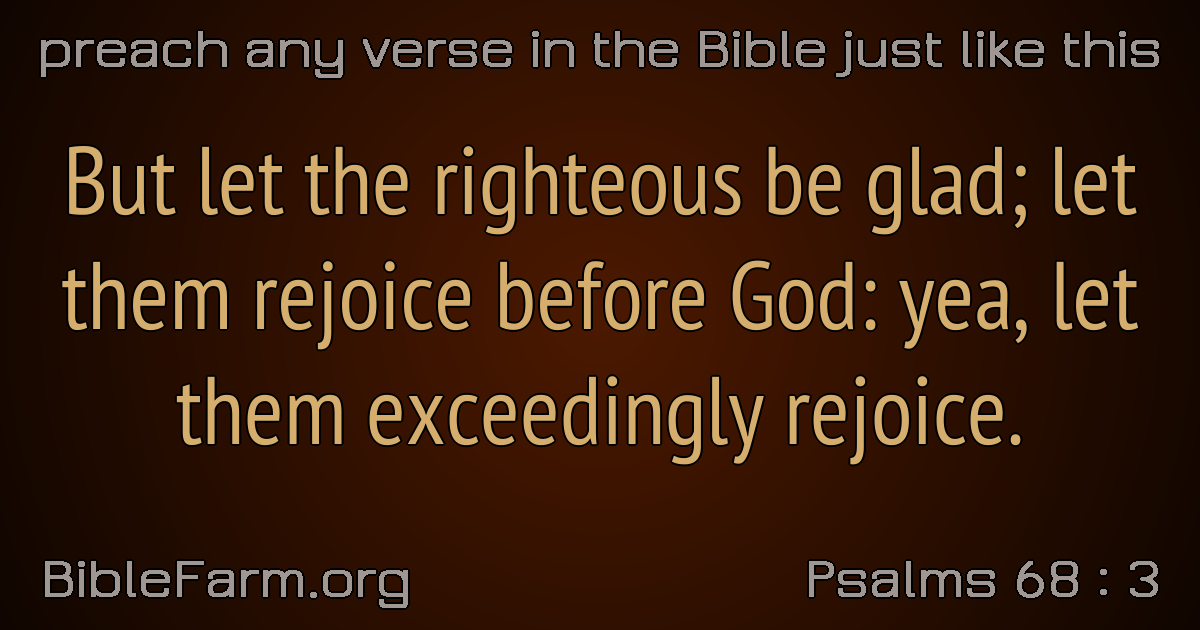 preach any verse in the Bible just like this
But let the righteous be glad; let
them rejoice before God: yea, let
them exceedingly rejoice.
BibleFarm.org
Psalms 68 : 3